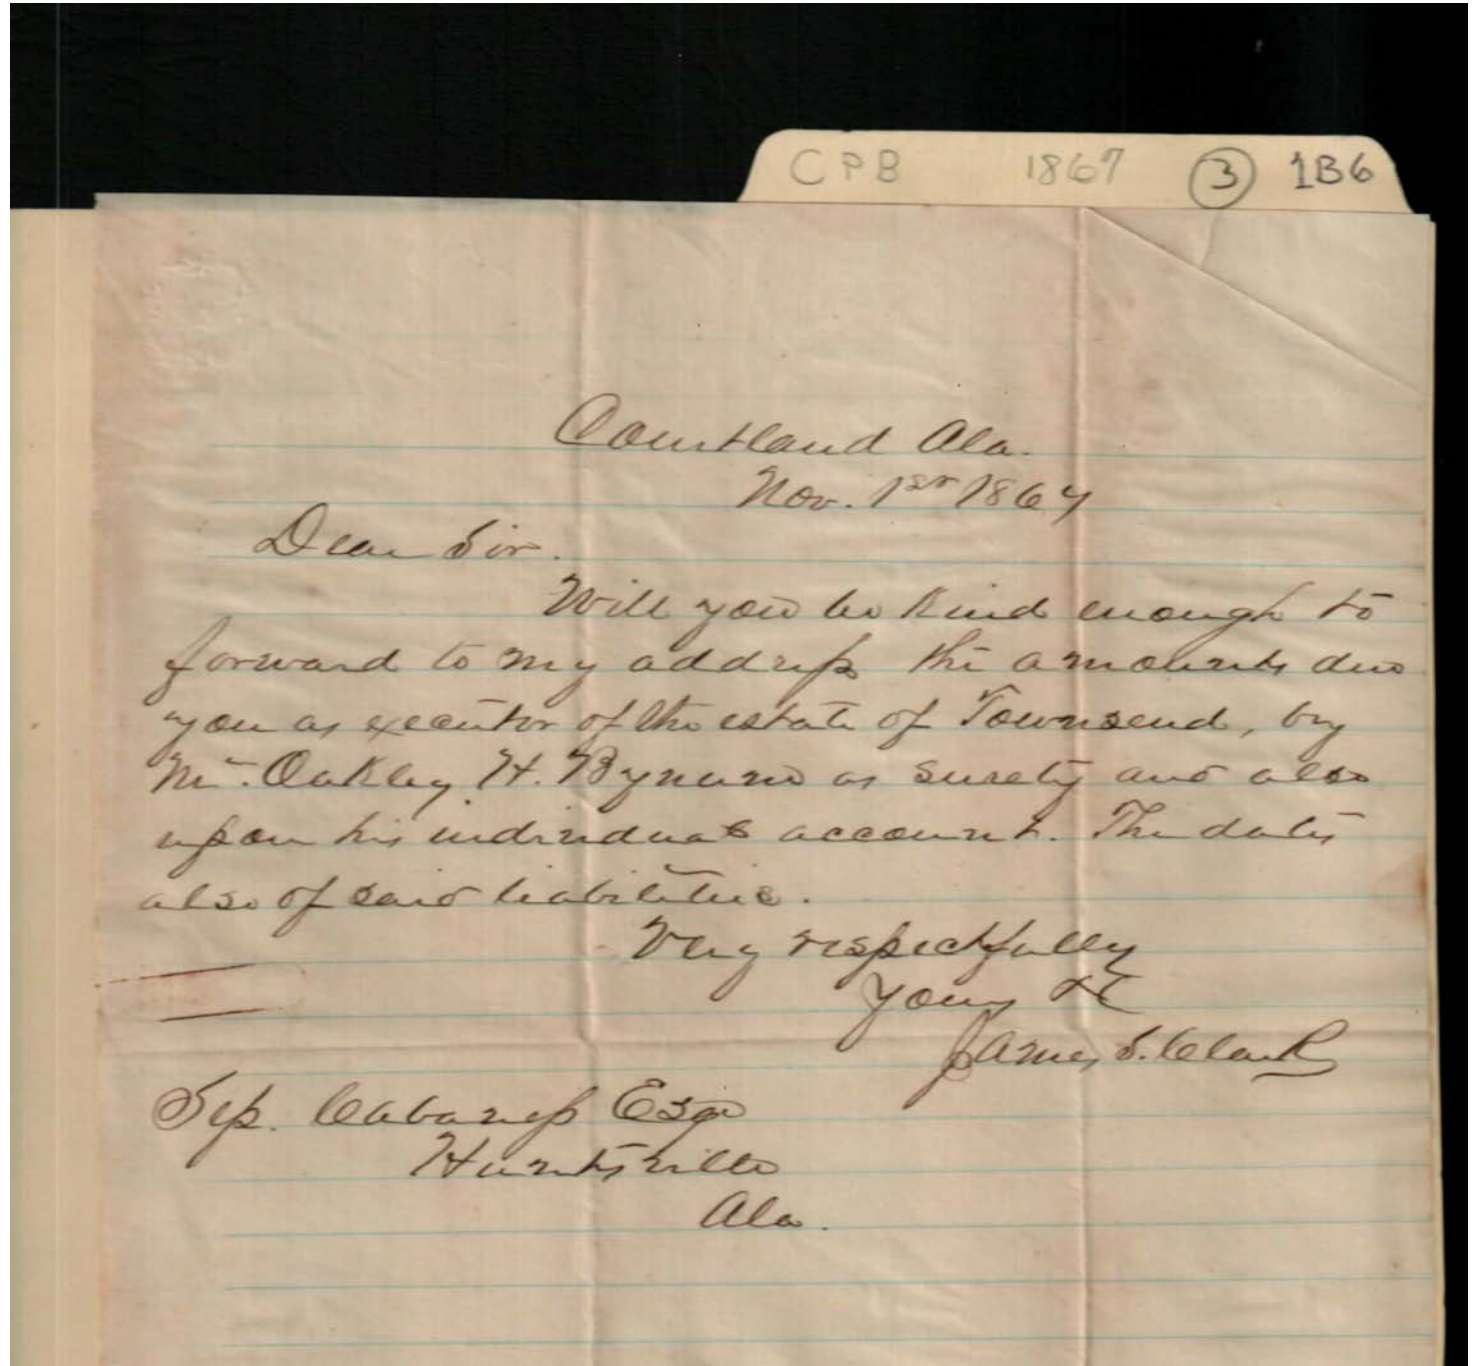 CPB 1867 3 1B6
Courtland Ala.
Nov. 1st 1867
Dear Sir.
Will you be kind enough to
forward to my address the amounts due
you as executor of the estate of Townsend, by
Mr. Oakley H. Bynum as surety and also
upon his individual account. The dates
also of said liabilities.
Very respectfully
Yours &c
James S. Clark
Sep. Cabaness Esqr
Huntsville
Ala.